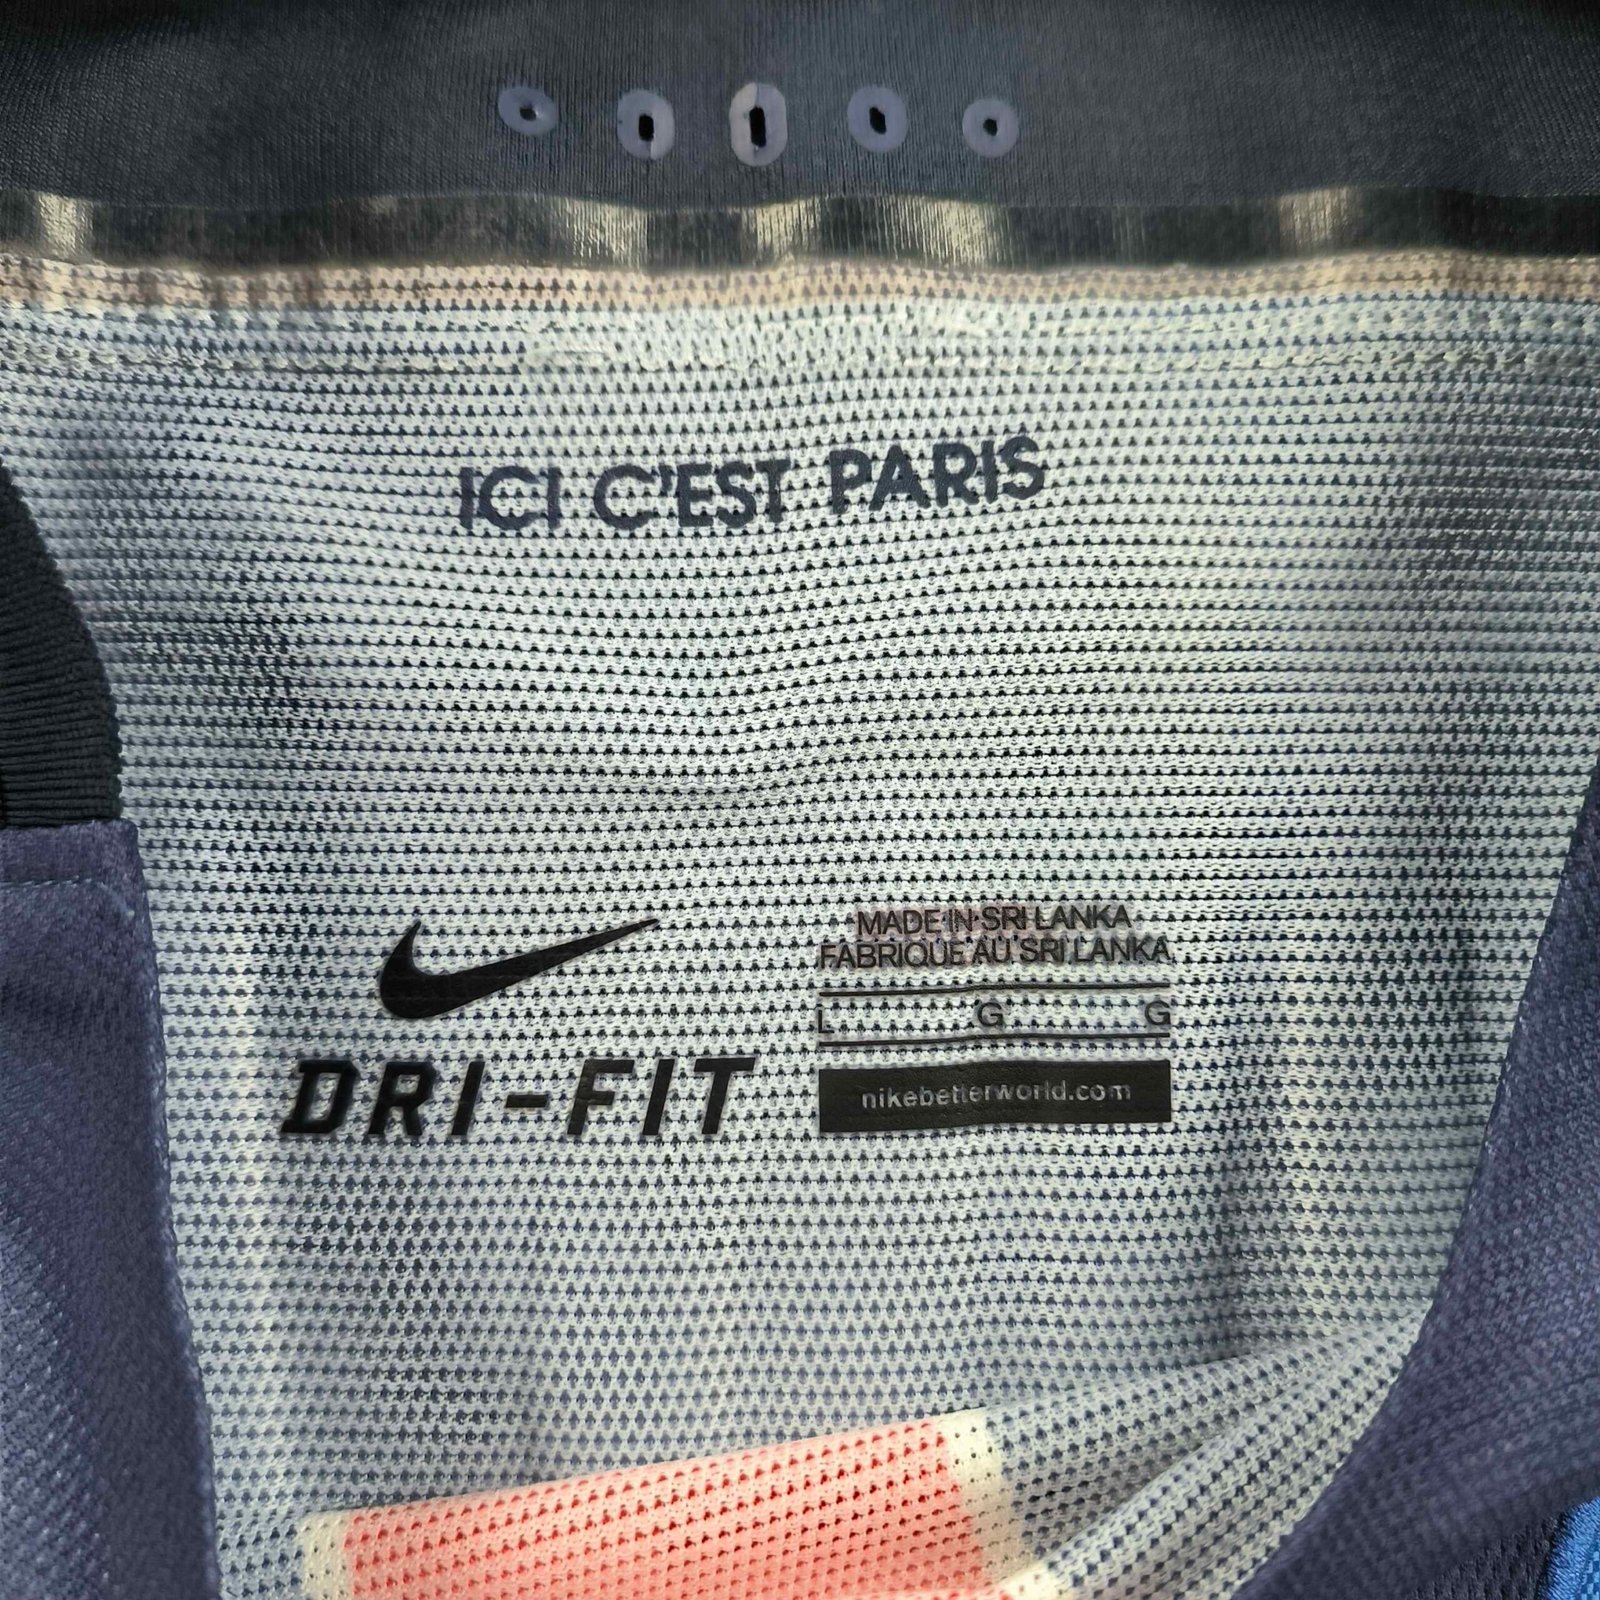 ICI C'EST PARIS
MADE IN SRI LANKA
FABRIQUE AU SRI LANKA
L G G
DRI-FIT
nikebetterworld.com